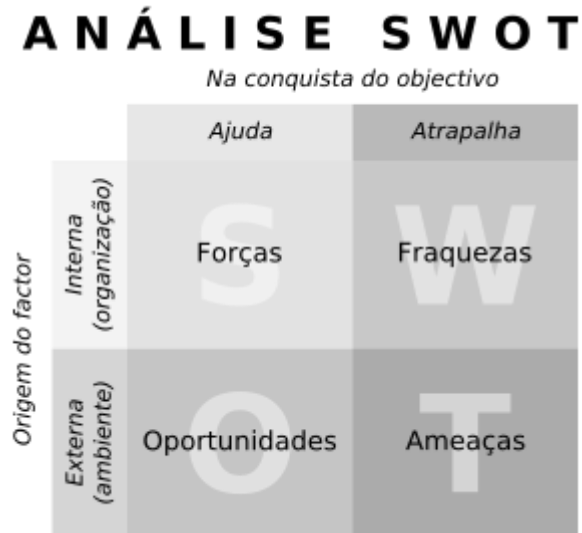 ANÁLISE SWOT
Na conquista do objectivo
Ajuda
Atrapalha
Origem do factor
Interna
(organização)
S
Forças
W
Fraquezas
Externa
(ambiente)
O
Oportunidades
T
Ameaças